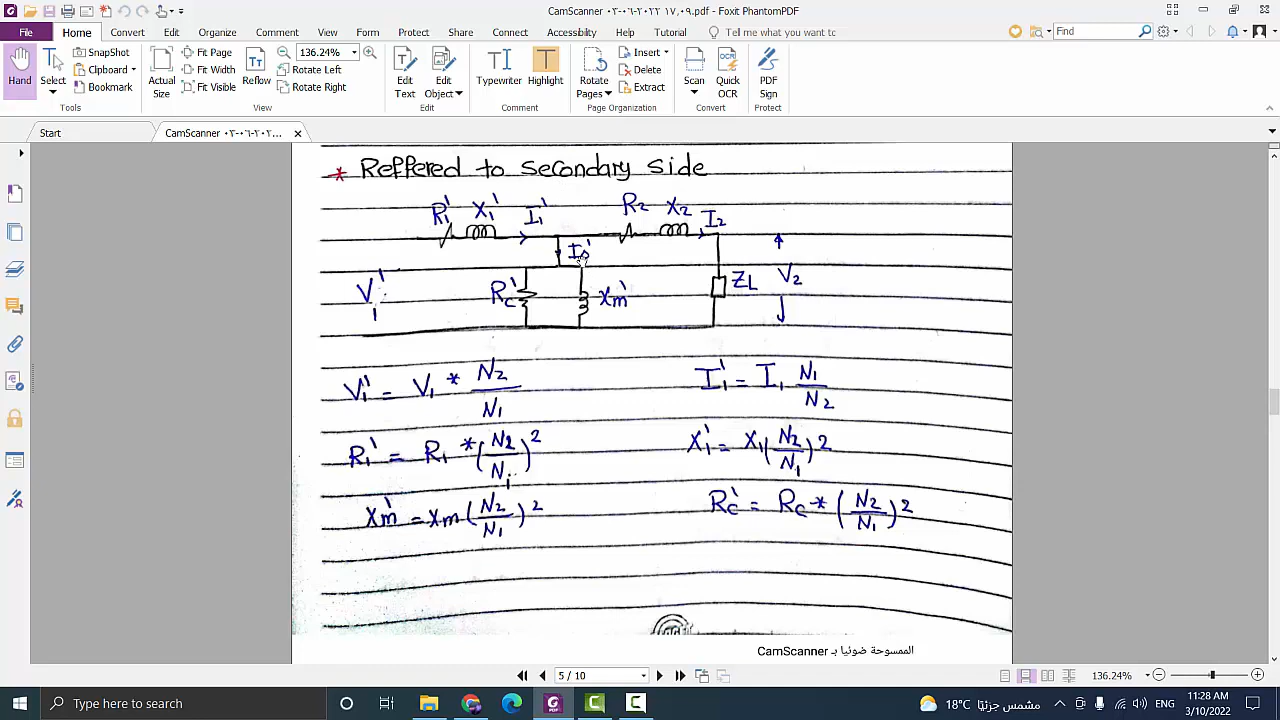 CamScanner ٠٣-٠٦-٢٠٢٢ ١٧.٠٩.pdf - Foxit PhantomPDF
File Home Convert Edit Organize Comment View Form Protect Share Connect Accessibility Help Tutorial Tell me what you want to Find
SnapShot Fit Page 136.24% Insert
Clipboard Fit Width Rotate Left Delete
Bookmark Fit Visible Rotate Right Extract
Hand Select Actual Size Reflow Edit Text Edit Object Typewriter Highlight Rotate Pages Scan Quick OCR PDF Sign
Tools View Edit Comment Page Organization Convert Protect
Start CamScanner ٠٣-٠٦-٢٠٢...
* Reffered to secondary side
R₁' X₁' I₁' R₂ X₂ I₂
I₀'
V₁' Rc' Xm' ZL V₂
V₁' = V₁ * N₂/N₁ I₁' = I₁ N₁/N₂
R₁' = R₁ * (N₂/N₁)² X₁' = X₁(N₂/N₁)²
Xm' = Xm(N₂/N₁)² Rc' = Rc * (N₂/N₁)²
الممسوحة ضوئيا بـ CamScanner
5 / 10 136.24%
Type here to search 18°C مشمس جزئيًا ENG 11:28 AM
3/10/2022